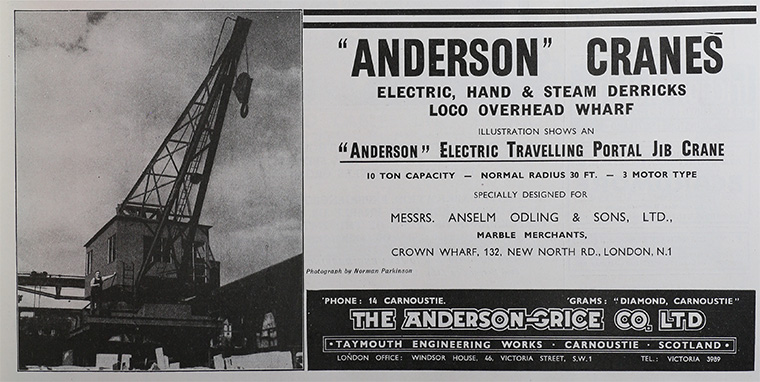 "ANDERSON" CRANES
ELECTRIC, HAND & STEAM DERRICKS
LOCO OVERHEAD WHARF
ILLUSTRATION SHOWS AN
"ANDERSON" ELECTRIC TRAVELLING PORTAL JIB CRANE
10 TON CAPACITY — NORMAL RADIUS 30 FT. — 3 MOTOR TYPE
SPECIALLY DESIGNED FOR
MESSRS. ANSELM ODLING & SONS, LTD.,
MARBLE MERCHANTS,
CROWN WHARF, 132, NEW NORTH RD., LONDON, N.1
Photograph by Norman Parkinson
'PHONE: 14 CARNOUSTIE. 'GRAMS: "DIAMOND, CARNOUSTIE"
THE ANDERSON-GRICE CO, LTD
• TAYMOUTH ENGINEERING WORKS • CARNOUSTIE • SCOTLAND •
LONDON OFFICE: WINDSOR HOUSE, 46, VICTORIA STREET, S.W.1 TEL.: VICTORIA 3989